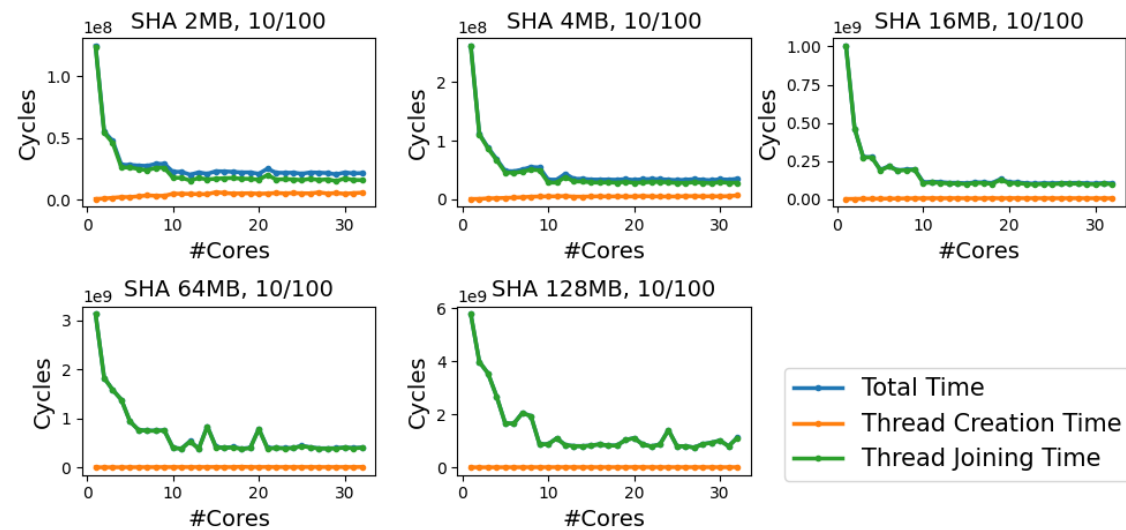 SHA 2MB, 10/100
1e8
1.0
0.5
0.0
Cycles
0 10 20 30
#Cores
SHA 4MB, 10/100
1e8
2
1
0
Cycles
0 10 20 30
#Cores
SHA 16MB, 10/100
1e9
1.00
0.75
0.50
0.25
0.00
Cycles
0 10 20 30
#Cores
SHA 64MB, 10/100
1e9
3
2
1
0
Cycles
0 10 20 30
#Cores
SHA 128MB, 10/100
1e9
6
4
2
0
Cycles
0 10 20 30
#Cores
Total Time
Thread Creation Time
Thread Joining Time